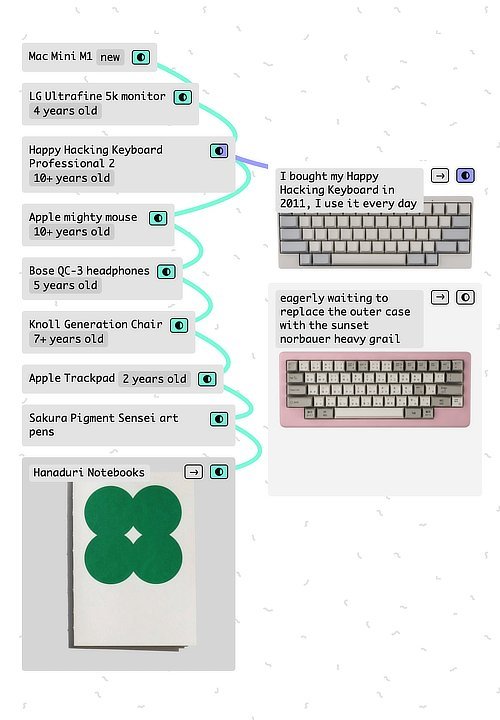 Mac Mini M1 new
LG Ultrafine 5k monitor
4 years old
Happy Hacking Keyboard
Professional 2
10+ years old
Apple mighty mouse
10+ years old
Bose QC-3 headphones
5 years old
Knoll Generation Chair
7+ years old
Apple Trackpad 2 years old
Sakura Pigment Sensei art
pens
Hanaduri Notebooks
I bought my Happy
Hacking Keyboard in
2011, I use it every day
eagerly waiting to
replace the outer case
with the sunset
norbauer heavy grail